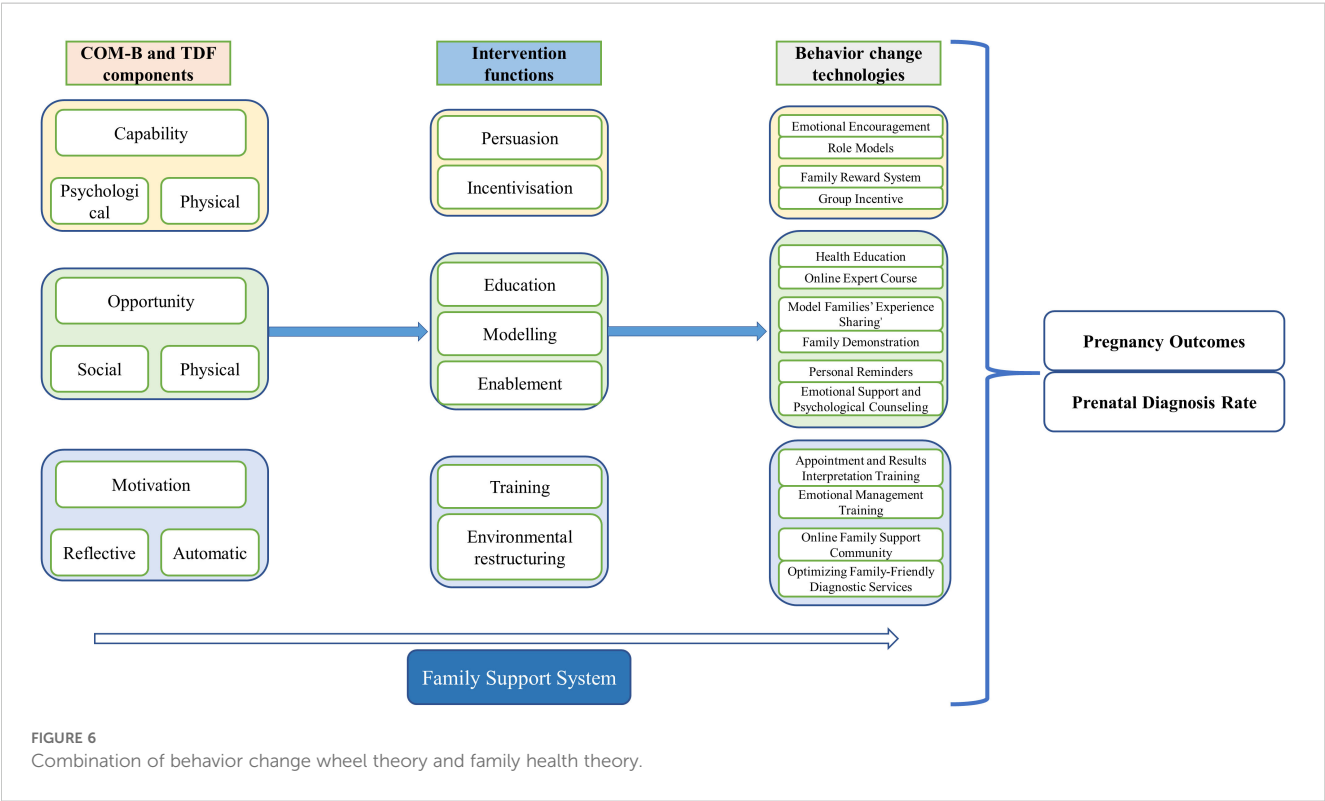 COM-B and TDF
components
Intervention
functions
Behavior change
technologies
Capability
Psychologi
cal
Physical
Persuasion
Incentivisation
Emotional Encouragement
Role Models
Family Reward System
Group Incentive
Opportunity
Social
Physical
Education
Modelling
Enablement
Health Education
Online Expert Course
Model Families’ Experience
Sharing'
Family Demonstration
Personal Reminders
Emotional Support and
Psychological Counseling
Motivation
Reflective
Automatic
Training
Environmental
restructuring
Appointment and Results
Interpretation Training
Emotional Management
Training
Online Family Support
Community
Optimizing Family-Friendly
Diagnostic Services
Pregnancy Outcomes
Prenatal Diagnosis Rate
Family Support System
FIGURE 6
Combination of behavior change wheel theory and family health theory.